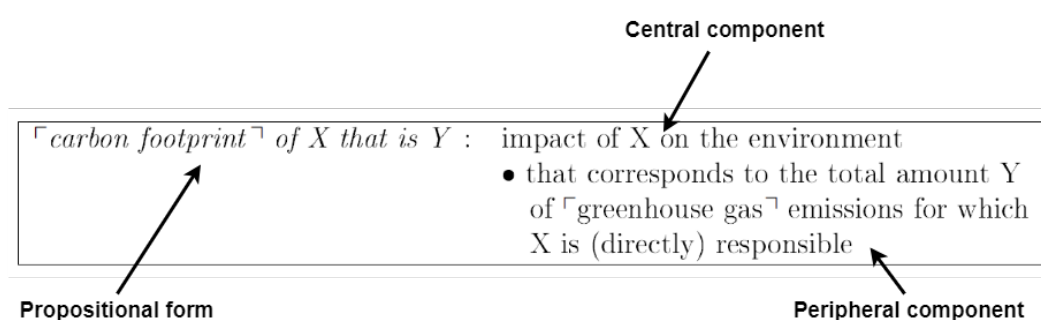 Central component
⌜carbon footprint⌝ of X that is Y : impact of X on the environment
• that corresponds to the total amount Y
of ⌜greenhouse gas⌝ emissions for which
X is (directly) responsible
Propositional form
Peripheral component